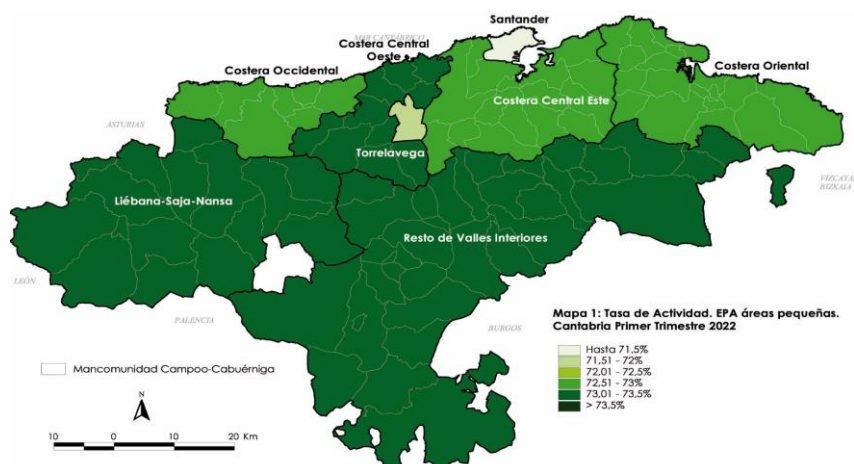 Santander
MAR CANTÁBRICO
Costera Central
Oeste
Costera Occidental
Costera Oriental
Costera Central Este
ASTURIAS
Torrelavega
VIZCAYA
BIZKAIA
Liébana-Saja-Nansa
Resto de Valles Interiores
LEÓN
PALENCIA
BURGOS
Mapa 1: Tasa de Actividad. EPA áreas pequeñas.
Cantabria Primer Trimestre 2022
Hasta 71,5%
71,51 - 72%
72,01 - 72,5%
72,51 - 73%
73,01 - 73,5%
> 73,5%
Mancomunidad Campoo-Cabuérniga
N
10 0 10 20 Km